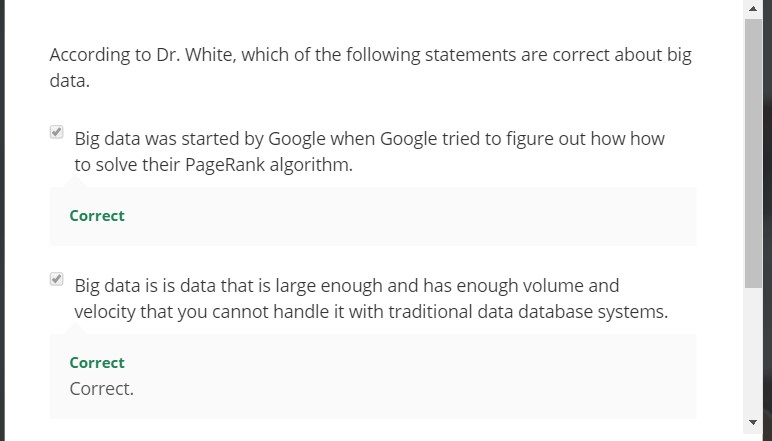 According to Dr. White, which of the following statements are correct about big
data.
Big data was started by Google when Google tried to figure out how how
to solve their PageRank algorithm.
Correct
Big data is is data that is large enough and has enough volume and
velocity that you cannot handle it with traditional data database systems.
Correct
Correct.